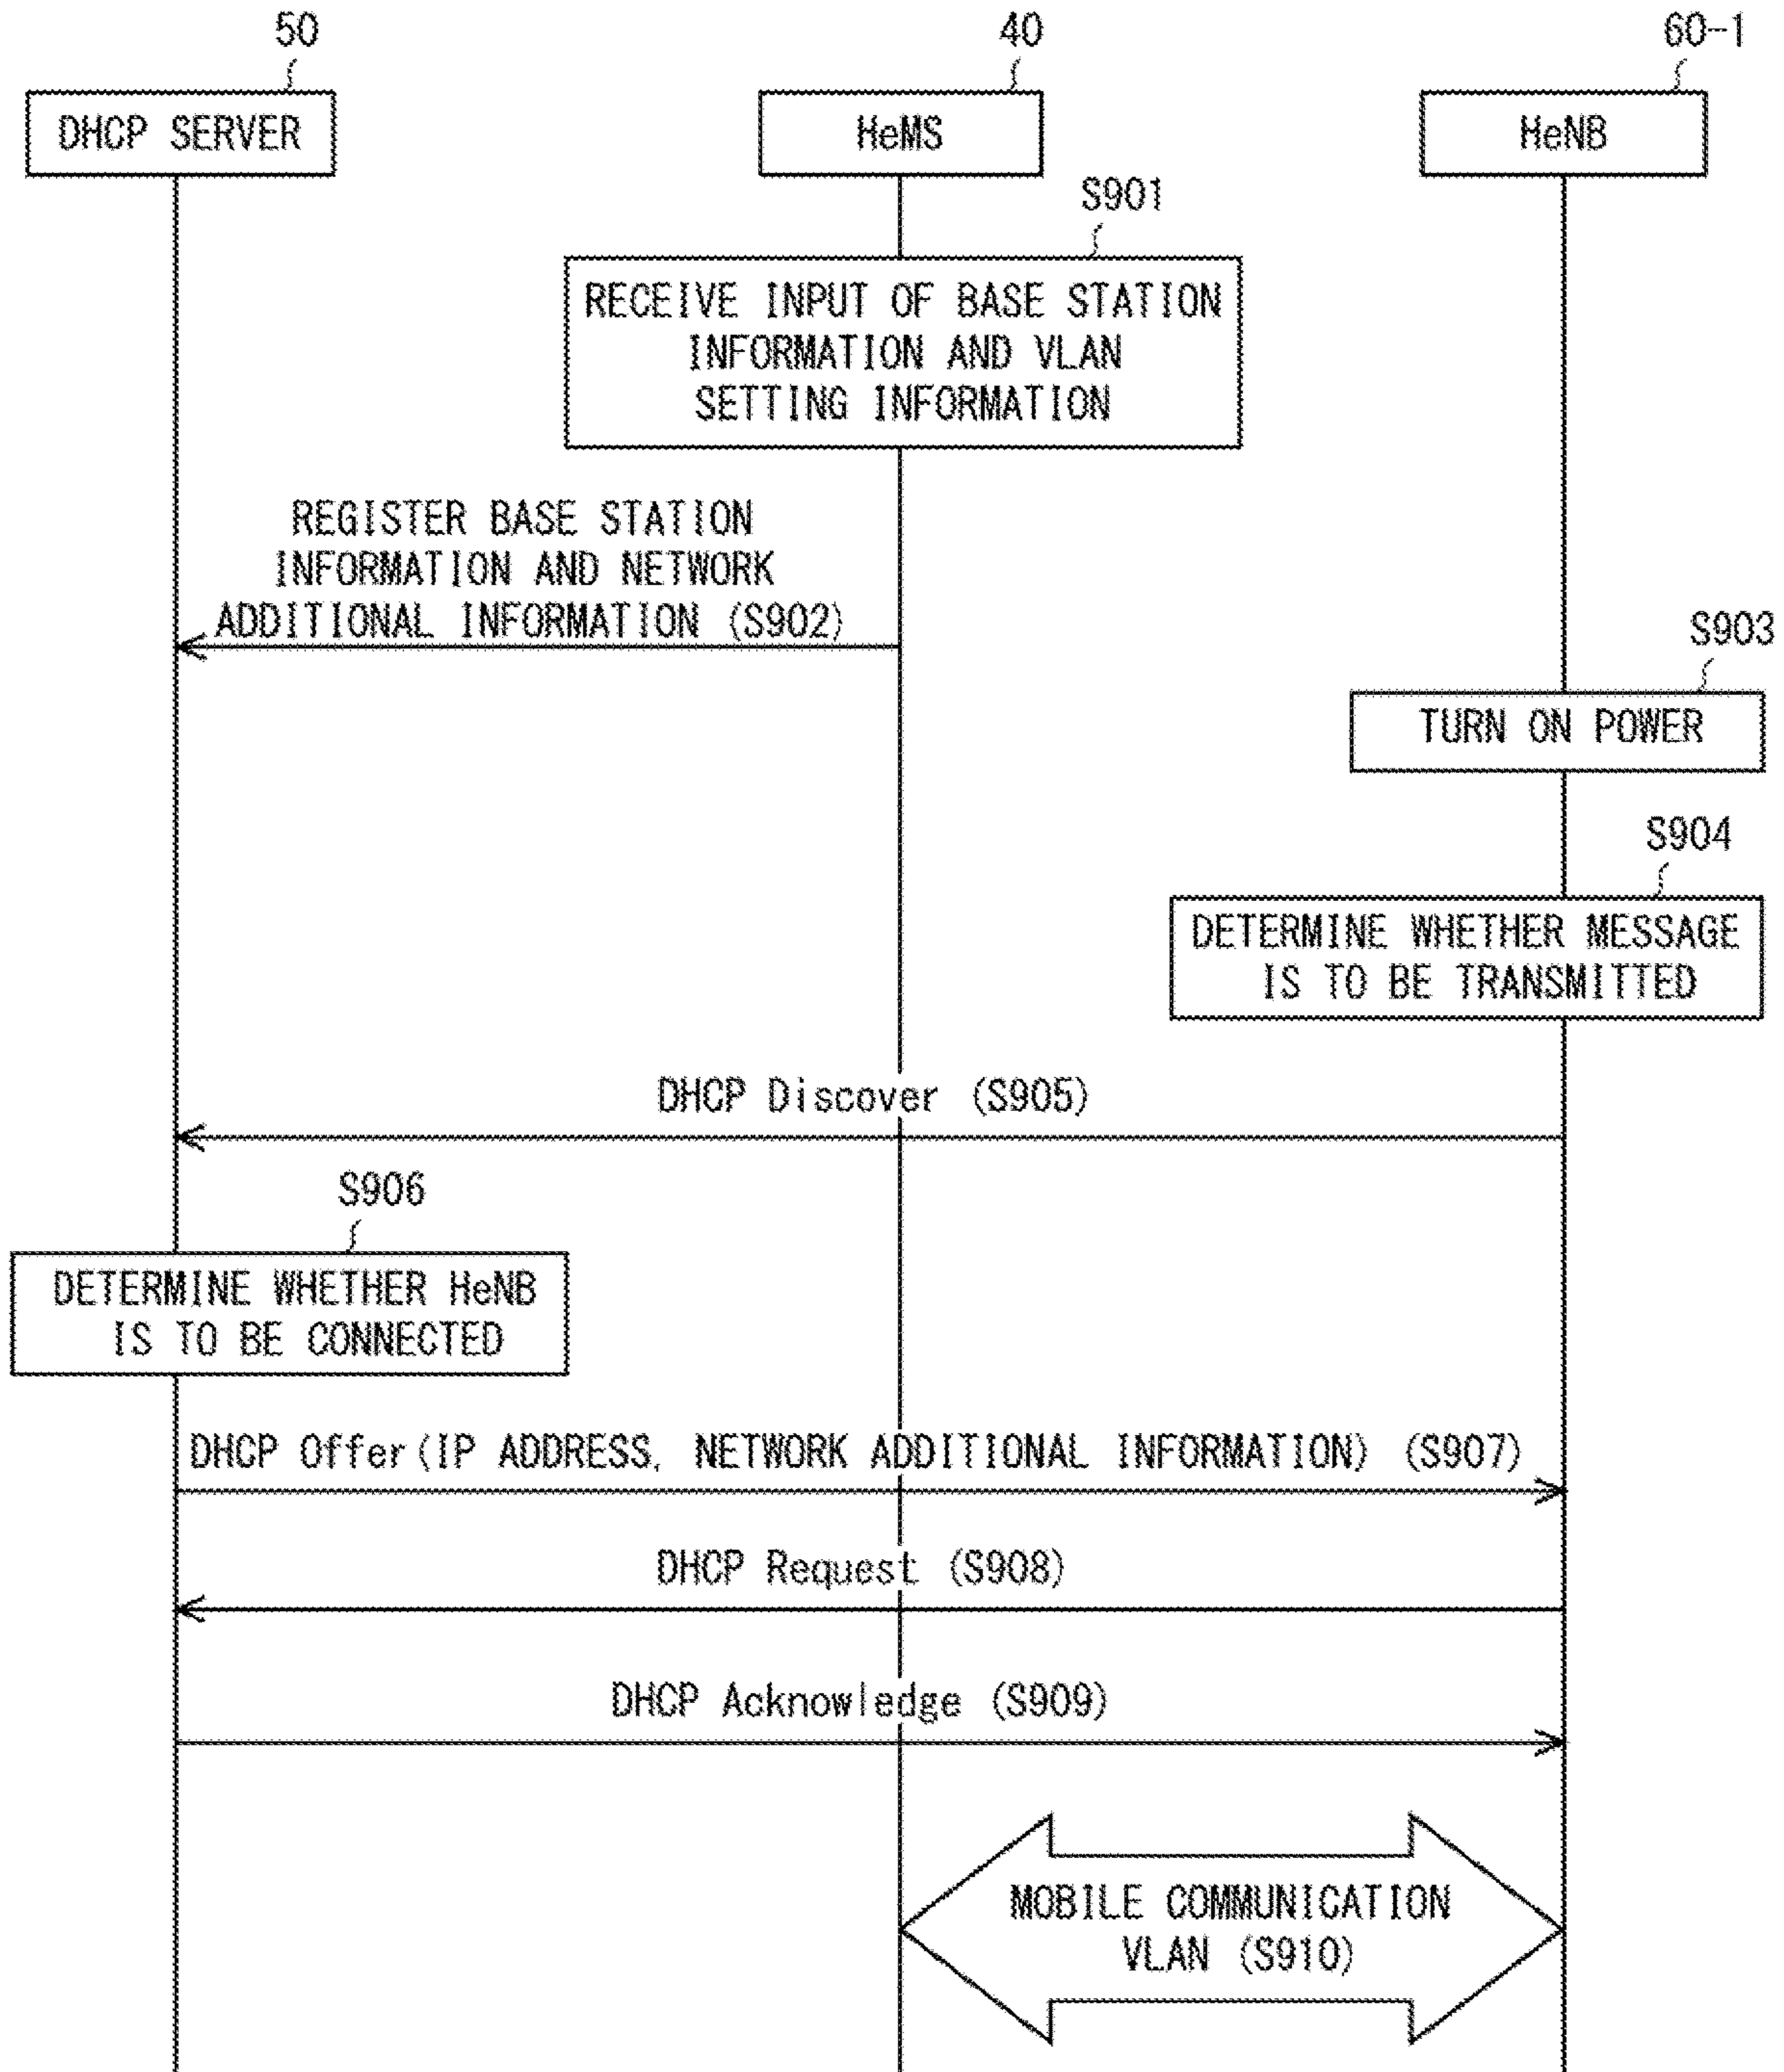 50
40
60-1
DHCP SERVER
HeMS
HeNB
S901
RECEIVE INPUT OF BASE STATION
INFORMATION AND VLAN
SETTING INFORMATION
REGISTER BASE STATION
INFORMATION AND NETWORK
ADDITIONAL INFORMATION (S902)
S903
TURN ON POWER
S904
DETERMINE WHETHER MESSAGE
IS TO BE TRANSMITTED
DHCP Discover (S905)
S906
DETERMINE WHETHER HeNB
IS TO BE CONNECTED
DHCP Offer(IP ADDRESS, NETWORK ADDITIONAL INFORMATION) (S907)
DHCP Request (S908)
DHCP Acknowledge (S909)
MOBILE COMMUNICATION
VLAN (S910)